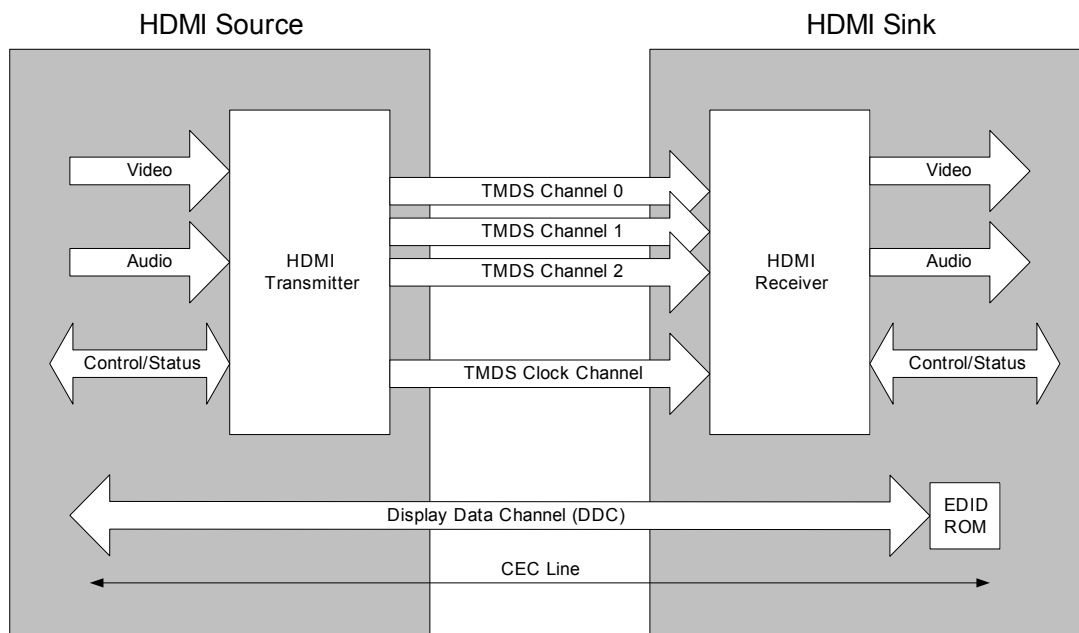 HDMI Source
HDMI Sink
Video
Audio
Control/Status
HDMI
Transmitter
TMDS Channel 0
TMDS Channel 1
TMDS Channel 2
TMDS Clock Channel
HDMI
Receiver
Video
Audio
Control/Status
Display Data Channel (DDC)
EDID
ROM
CEC Line